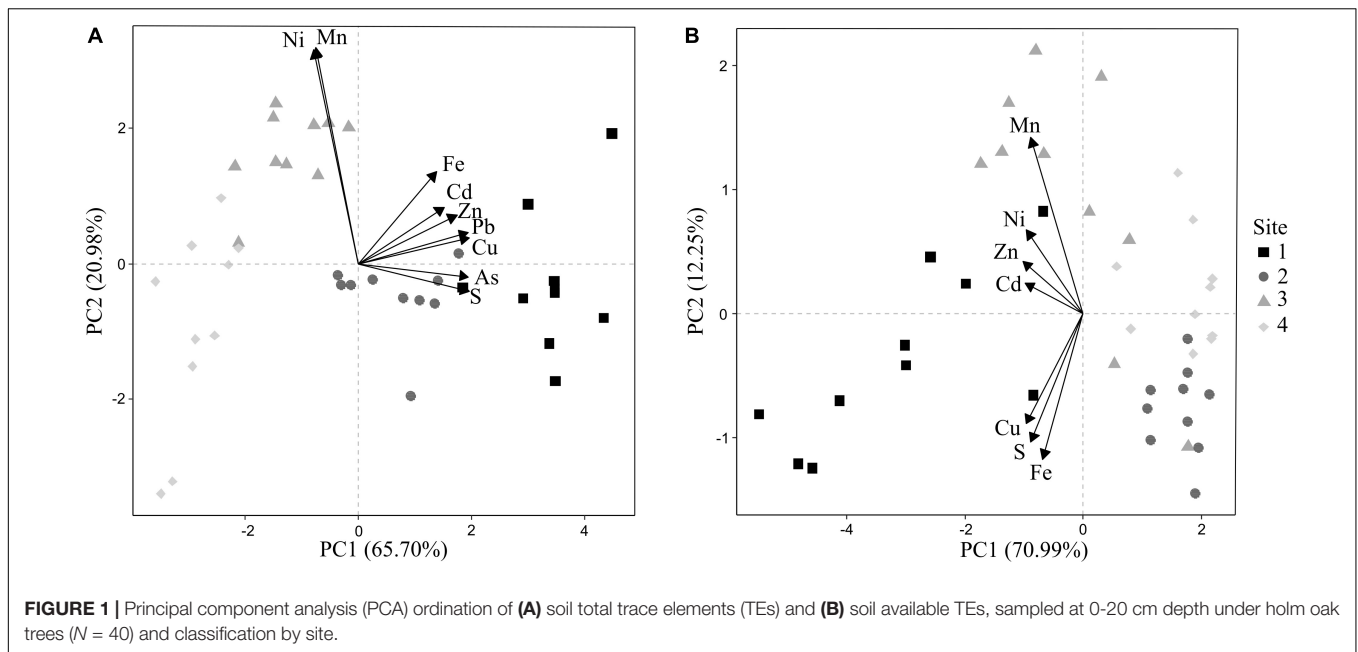 A
Ni Mn
Fe
Cd
Zn
Pb
Cu
As
S
2
0
-2
PC2 (20.98%)
-2 0 2 4
PC1 (65.70%)
B
Mn
Ni
Zn
Cd
Cu
S
Fe
2
1
0
-1
PC2 (12.25%)
-4 -2 0 2
PC1 (70.99%)
Site
1
2
3
4
FIGURE 1 | Principal component analysis (PCA) ordination of (A) soil total trace elements (TEs) and (B) soil available TEs, sampled at 0-20 cm depth under holm oak
trees (N = 40) and classification by site.